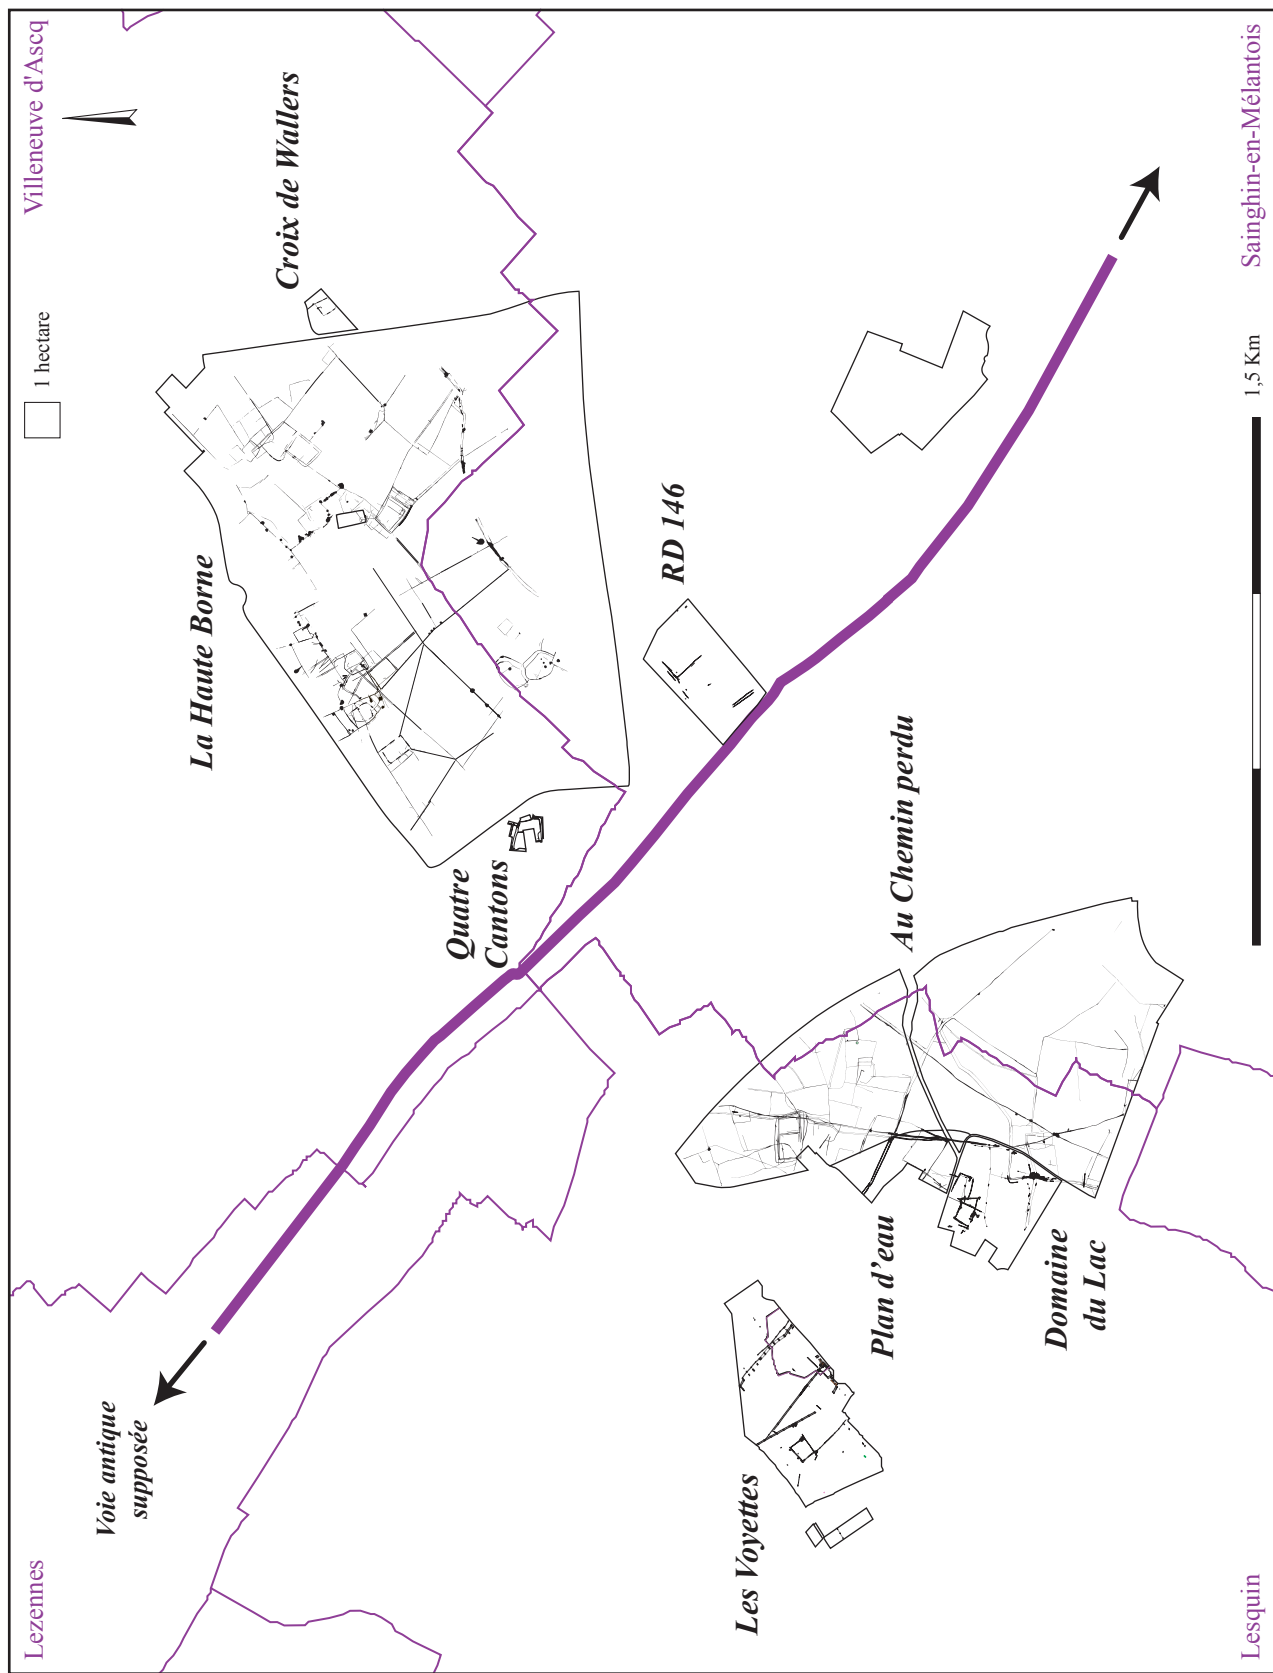 Lezennes
Villeneuve d'Ascq
1 hectare
Voie antique
supposée
La Haute Borne
Croix de Wallers
Quatre
Cantons
RD 146
Les Voyettes
Plan d'eau
Au Chemin perdu
Domaine
du Lac
1,5 Km
Lesquin
Sainghin-en-Mélantois